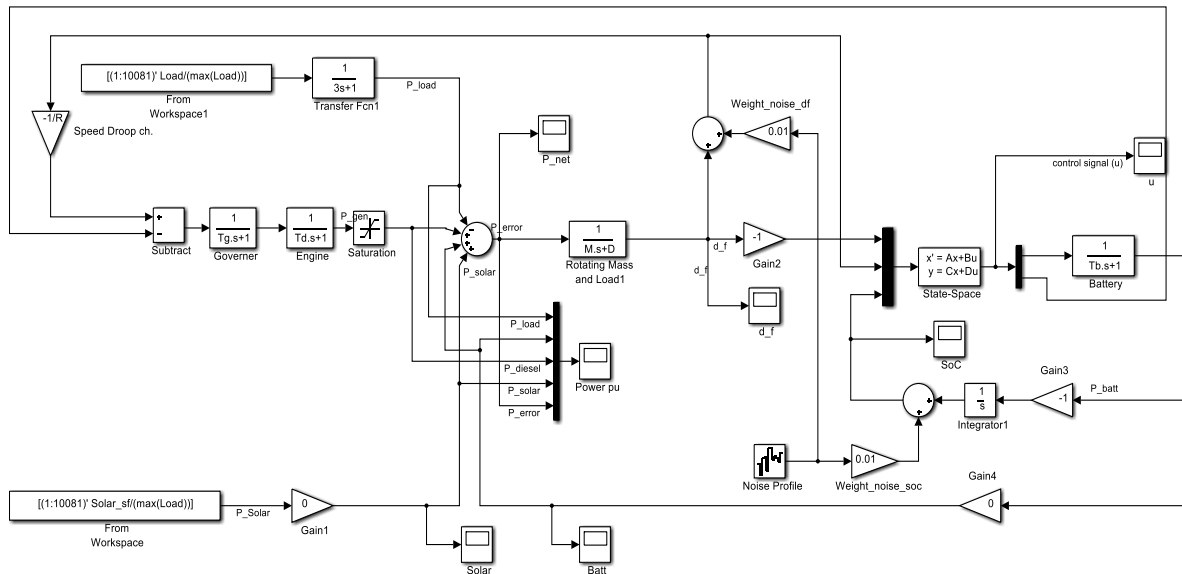 [(1:10081)' Load/(max(Load))]
From
Workspace1
1
3s+1
Transfer Fcn1
P_load
-1/R
Speed Droop ch.
Weight_noise_df
0.01
P_net
control signal (u)
u
+
−
Subtract
1
Tg.s+1
Governer
1
Td.s+1
Engine
P_gen
Saturation
-
+
+
+
P_error
P_solar
1
M.s+D
Rotating Mass
and Load1
d_f
d_f
-1
Gain2
x' = Ax+Bu
y = Cx+Du
State-Space
1
Tb.s+1
Battery
d_f
P_load
P_diesel
P_solar
P_error
Power pu
SoC
Gain3
-1
P_batt
1
s
Integrator1
+
+
+
+
Noise Profile
0.01
Weight_noise_soc
Gain4
0
[(1:10081)' Solar_sf/(max(Load))]
From
Workspace
P_Solar
0
Gain1
Solar
Batt